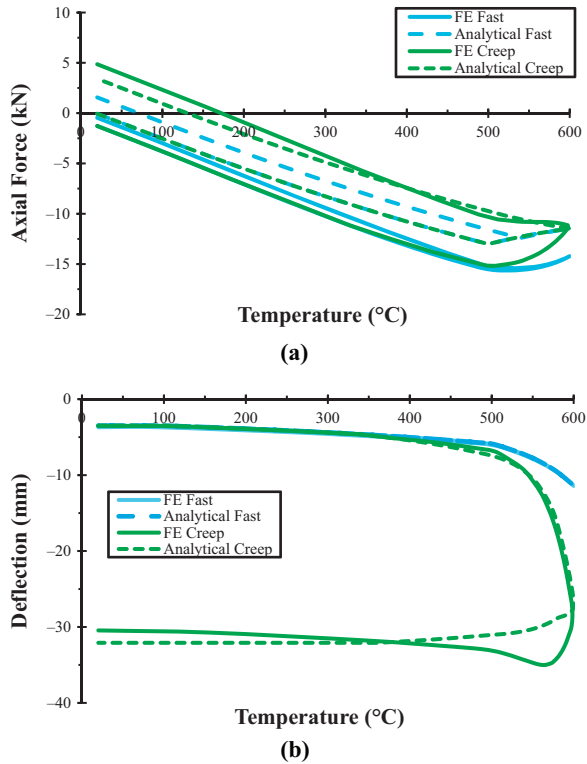 FE Fast
Analytical Fast
FE Creep
Analytical Creep
10
5
0
0 100 200 300 400 500 600
–5
–10
–15
–20
Axial Force (kN)
Temperature (°C)
(a)
0
0 100 200 300 400 500 600
–10
–20
–30
–40
Deflection (mm)
FE Fast
Analytical Fast
FE Creep
Analytical Creep
Temperature (°C)
(b)